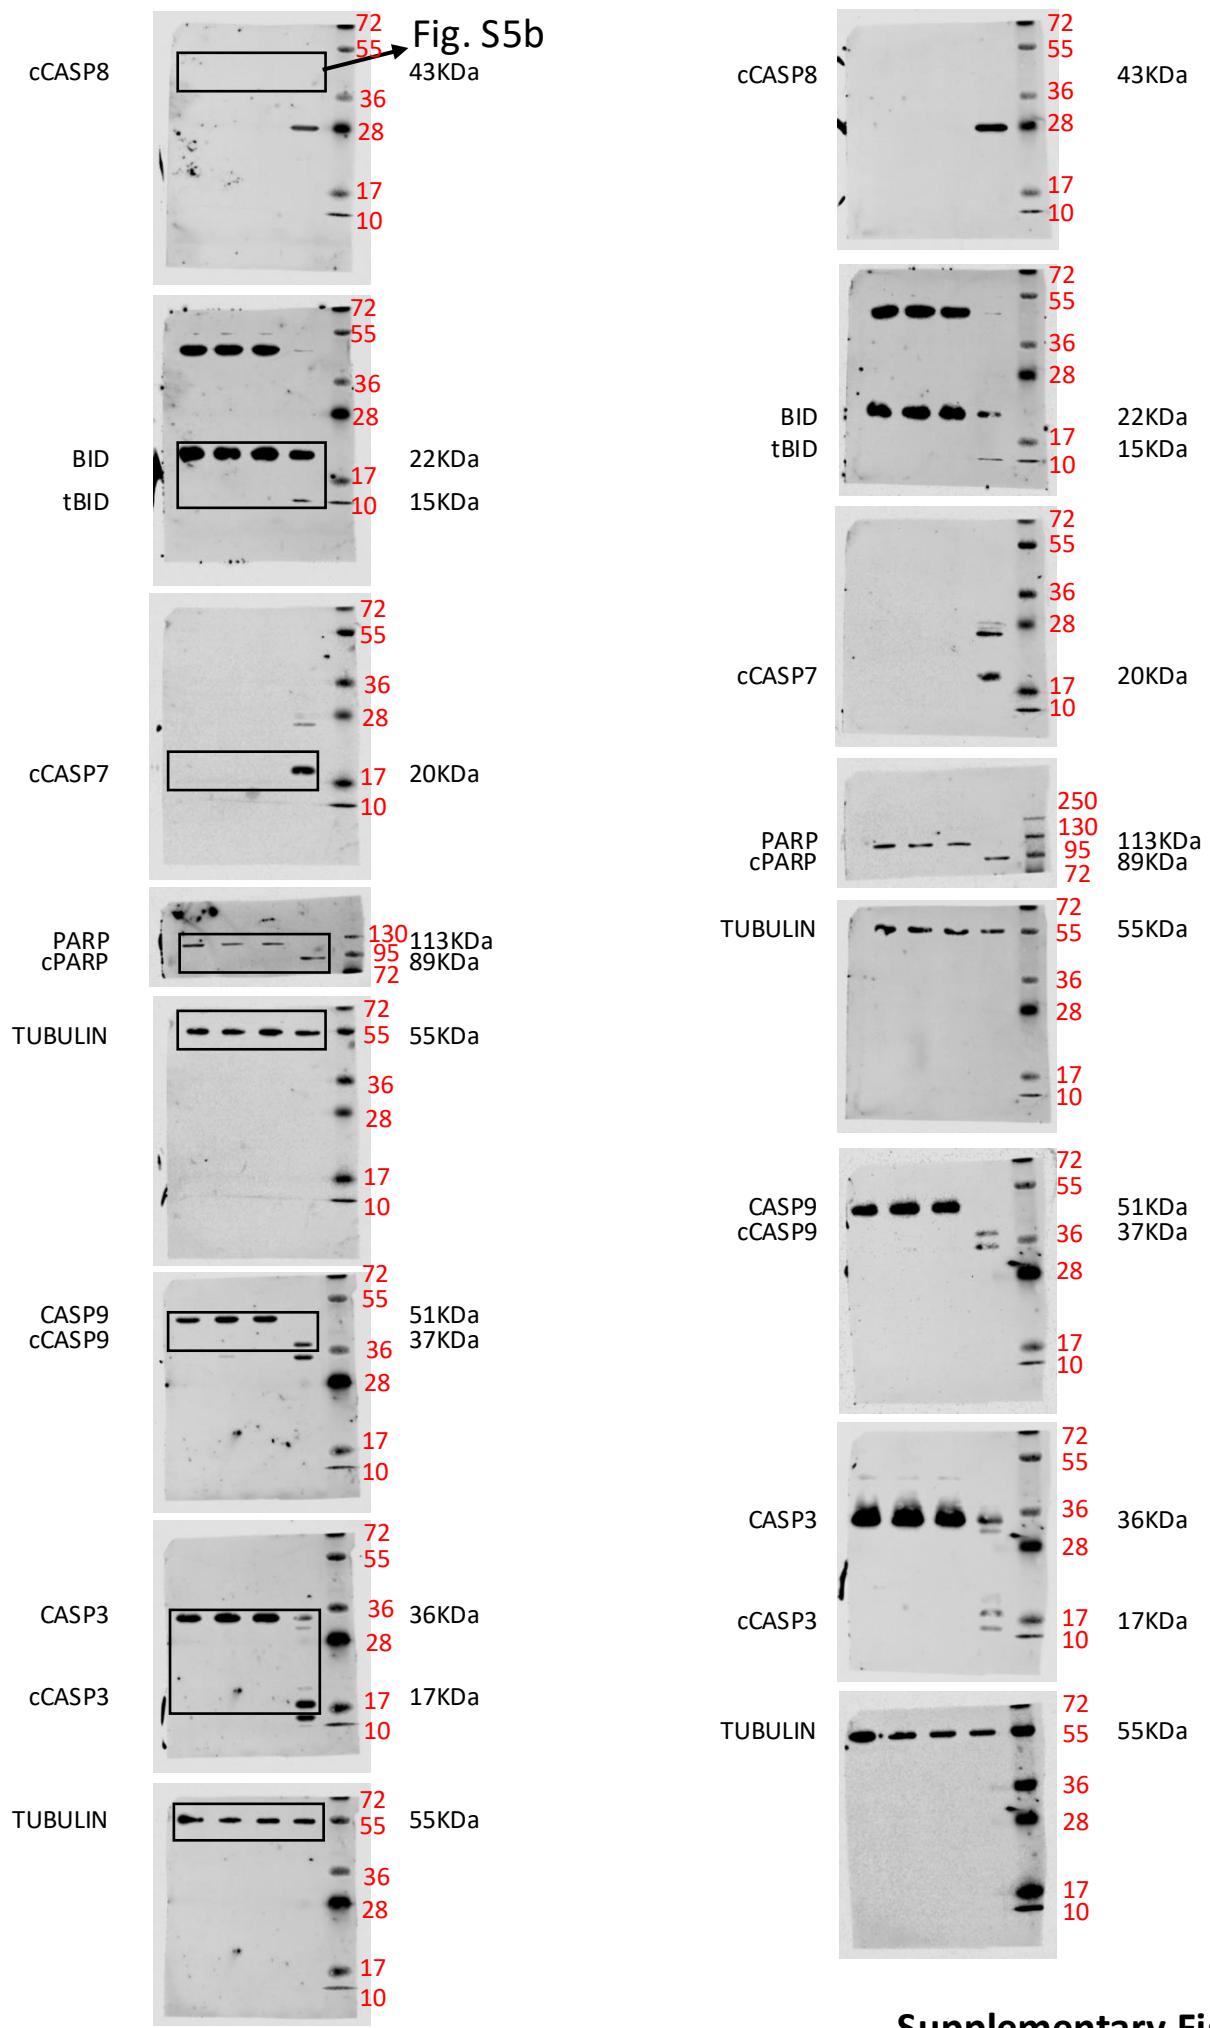 Fig. S5b
cCASP8
72
55
43KDa
36
28
17
10
BID
tBID
72
55
36
28
22KDa
17
10
15KDa
cCASP7
72
55
36
28
17
20KDa
10
PARP
cPARP
130
113KDa
95
89KDa
72
TUBULIN
72
55
55KDa
36
28
17
10
CASP9
cCASP9
72
55
51KDa
37KDa
36
28
17
10
CASP3
cCASP3
72
55
36
36KDa
28
17
17KDa
10
TUBULIN
72
55
55KDa
36
28
17
10
cCASP8
72
55
43KDa
36
28
17
10
BID
tBID
72
55
36
28
22KDa
17
15KDa
10
cCASP7
72
55
36
28
20KDa
17
10
PARP
cPARP
250
130
113KDa
95
89KDa
72
TUBULIN
72
55
55KDa
36
28
17
10
CASP9
cCASP9
72
55
51KDa
37KDa
36
28
17
10
CASP3
cCASP3
72
55
36
36KDa
28
17
17KDa
10
TUBULIN
72
55
55KDa
36
28
17
10
Supplementary Fi